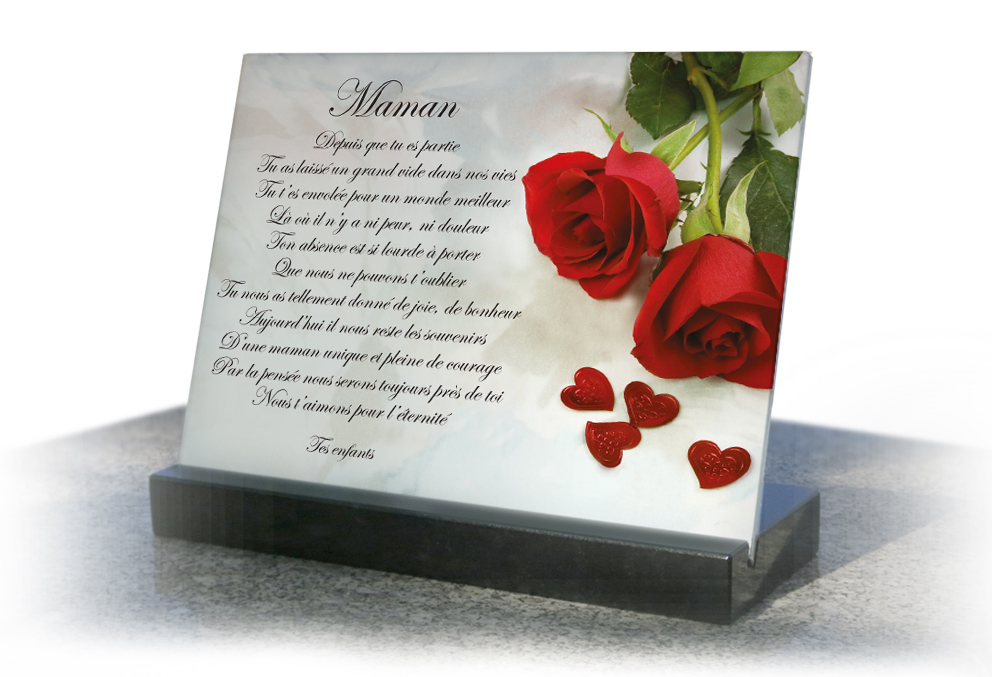 Maman
Depuis que tu es partie
Tu as laissé un grand vide dans nos vies
Tu t'es envolée pour un monde meilleur
Là où il n'y a ni peur, ni douleur
Ton absence est si lourde à porter
Que nous ne pouvons t'oublier
Tu nous as tellement donné de joie, de bonheur
Aujourd'hui il nous reste les souvenirs
D'une maman unique et pleine de courage
Par la pensée nous serons toujours près de toi
Nous t'aimons pour l'éternité
Tes enfants